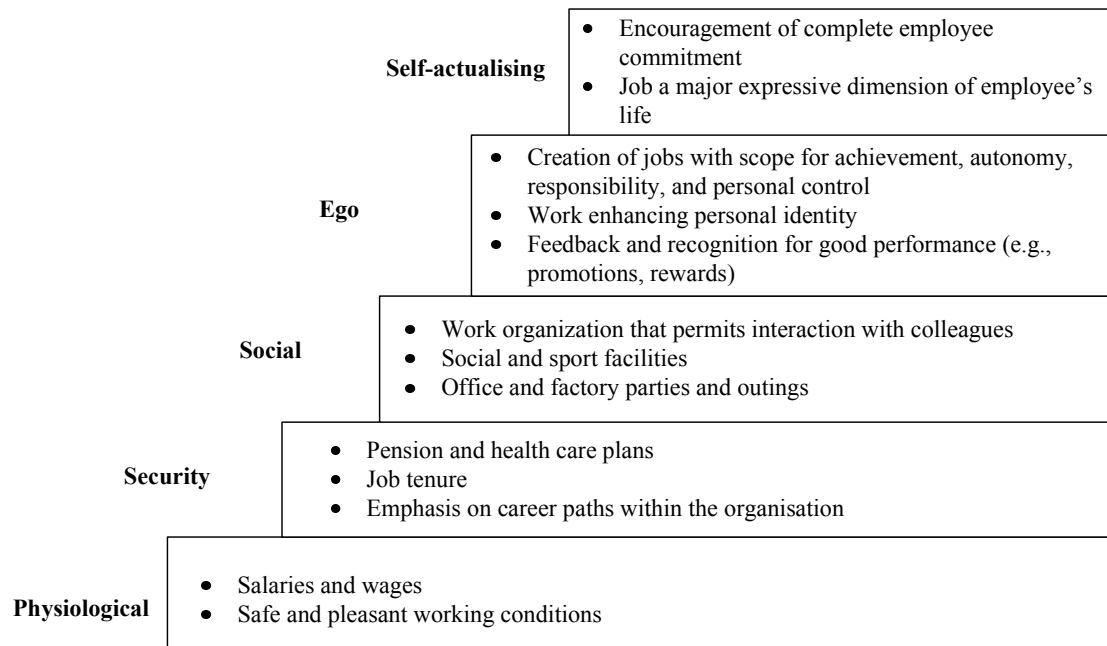 Self-actualising
• Encouragement of complete employee
commitment
• Job a major expressive dimension of employee’s
life
Ego
• Creation of jobs with scope for achievement, autonomy,
responsibility, and personal control
• Work enhancing personal identity
• Feedback and recognition for good performance (e.g.,
promotions, rewards)
Social
• Work organization that permits interaction with colleagues
• Social and sport facilities
• Office and factory parties and outings
Security
• Pension and health care plans
• Job tenure
• Emphasis on career paths within the organisation
Physiological
• Salaries and wages
• Safe and pleasant working conditions